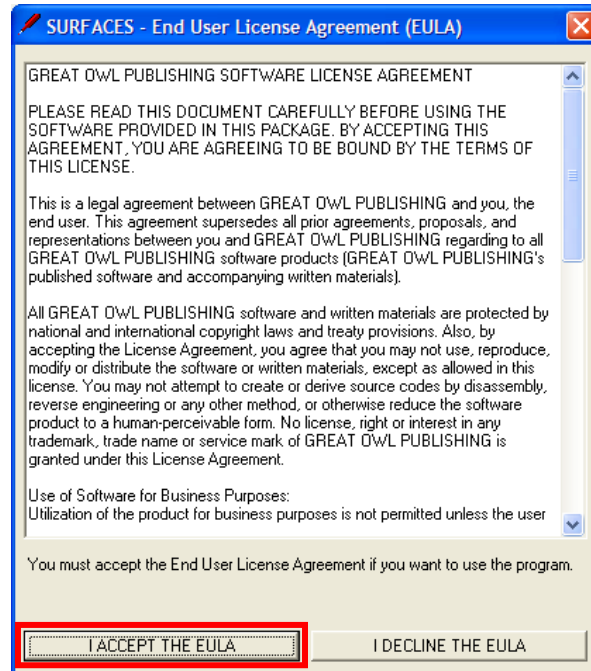 SURFACES - End User License Agreement (EULA)
GREAT OWL PUBLISHING SOFTWARE LICENSE AGREEMENT
PLEASE READ THIS DOCUMENT CAREFULLY BEFORE USING THE
SOFTWARE PROVIDED IN THIS PACKAGE. BY ACCEPTING THIS
AGREEMENT, YOU ARE AGREEING TO BE BOUND BY THE TERMS OF
THIS LICENSE.
This is a legal agreement between GREAT OWL PUBLISHING and you, the
end user. This agreement supersedes all prior agreements, proposals, and
representations between you and GREAT OWL PUBLISHING regarding to all
GREAT OWL PUBLISHING software products (GREAT OWL PUBLISHING's
published software and accompanying written materials).
All GREAT OWL PUBLISHING software and written materials are protected by
national and international copyright laws and treaty provisions. Also, by
accepting the License Agreement, you agree that you may not use, reproduce,
modify or distribute the software or written materials, except as allowed in this
license. You may not attempt to create or derive source codes by disassembly,
reverse engineering or any other method, or otherwise reduce the software
product to a human-perceivable form. No license, right or interest in any
trademark, trade name or service mark of GREAT OWL PUBLISHING is
granted under this License Agreement.
Use of Software for Business Purposes:
Utilization of the product for business purposes is not permitted unless the user
You must accept the End User License Agreement if you want to use the program.
I ACCEPT THE EULA
I DECLINE THE EULA